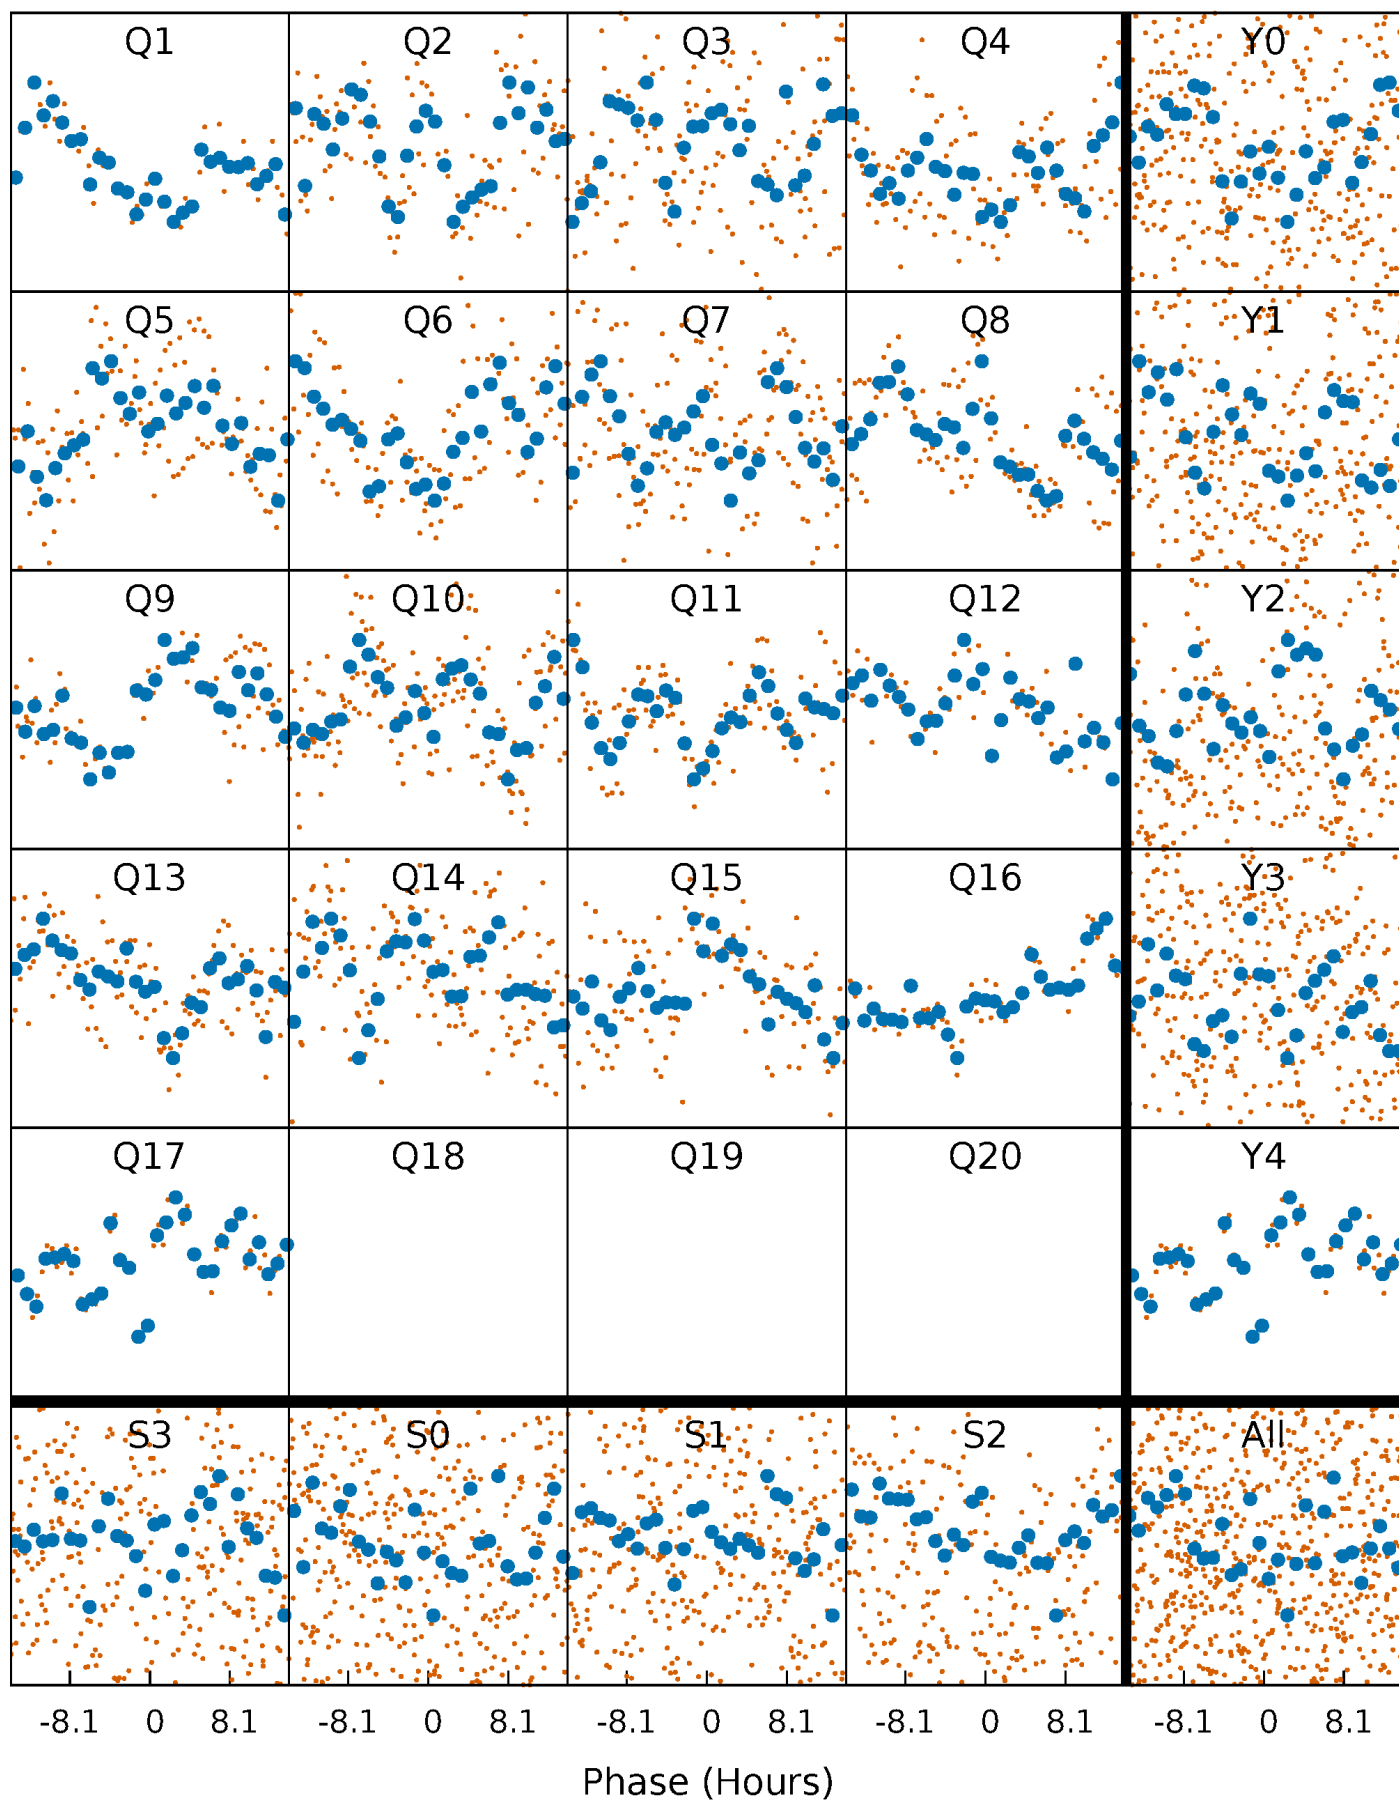 Q1 Q2 Q3 Q4 Y0
Q5 Q6 Q7 Q8 Y1
Q9 Q10 Q11 Q12 Y2
Q13 Q14 Q15 Q16 Y3
Q17 Q18 Q19 Q20 Y4
S3 S0 S1 S2 All
-8.1 0 8.1 -8.1 0 8.1 -8.1 0 8.1 -8.1 0 8.1 -8.1 0 8.1
Phase (Hours)